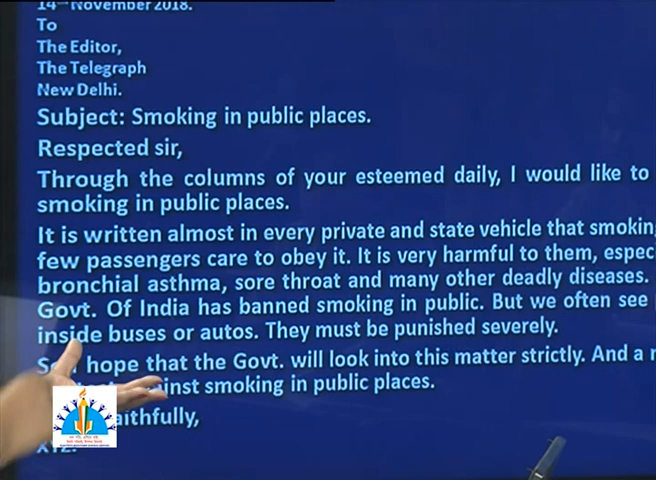 14th November 2018.
To
The Editor,
The Telegraph
New Delhi.
Subject: Smoking in public places.
Respected sir,
Through the columns of your esteemed daily, I would like to
smoking in public places.
It is written almost in every private and state vehicle that smoking
few passengers care to obey it. It is very harmful to them, especi
bronchial asthma, sore throat and many other deadly diseases.
Govt. Of India has banned smoking in public. But we often see
inside buses or autos. They must be punished severely.
hope that the Govt. will look into this matter strictly. And a
against smoking in public places.
faithfully,
XYZ.